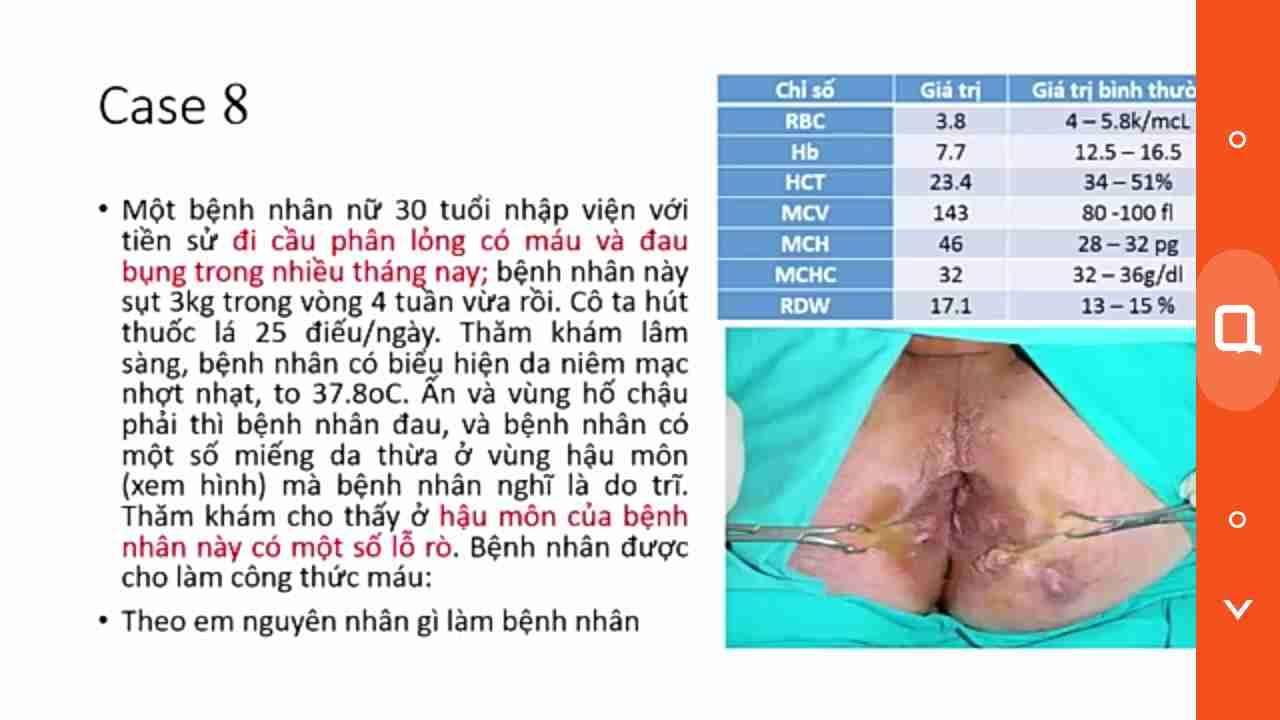 Case 8
• Một bệnh nhân nữ 30 tuổi nhập viện với
tiền sử đi cầu phân lỏng có máu và đau
bụng trong nhiều tháng nay; bệnh nhân này
sụt 3kg trong vòng 4 tuần vừa rồi. Cô ta hút
thuốc lá 25 điếu/ngày. Thăm khám lâm
sàng, bệnh nhân có biểu hiện da niêm mạc
nhợt nhạt, to 37.8oC. Ấn và vùng hố chậu
phải thì bệnh nhân đau, và bệnh nhân có
một số miếng da thừa ở vùng hậu môn
(xem hình) mà bệnh nhân nghĩ là do trĩ.
Thăm khám cho thấy ở hậu môn của bệnh
nhân này có một số lỗ rò. Bệnh nhân được
cho làm công thức máu:
• Theo em nguyên nhân gì làm bệnh nhân
Chỉ số Giá trị Giá trị bình thườ
RBC 3.8 4 – 5.8k/mcL
Hb 7.7 12.5 – 16.5
HCT 23.4 34 – 51%
MCV 143 80 -100 fl
MCH 46 28 – 32 pg
MCHC 32 32 – 36g/dl
RDW 17.1 13 – 15 %